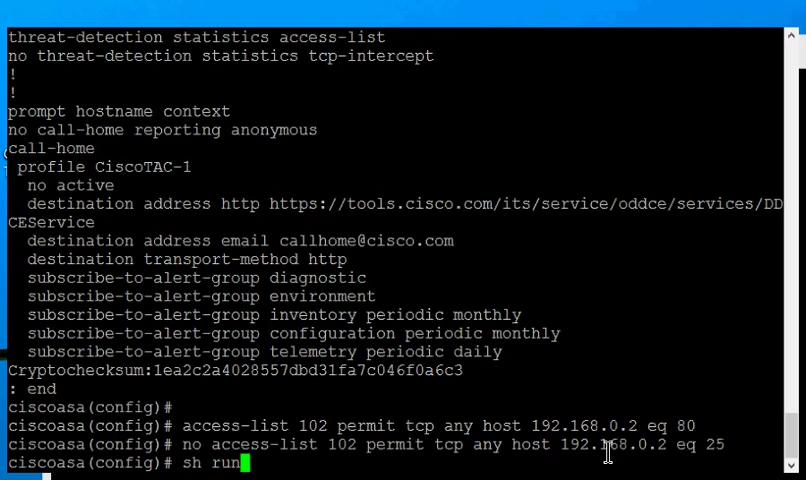 threat-detection statistics access-list
no threat-detection statistics tcp-intercept
!
!
prompt hostname context
no call-home reporting anonymous
call-home
 profile CiscoTAC-1
  no active
  destination address http https://tools.cisco.com/its/service/oddce/services/DD
CEService
  destination address email callhome@cisco.com
  destination transport-method http
  subscribe-to-alert-group diagnostic
  subscribe-to-alert-group environment
  subscribe-to-alert-group inventory periodic monthly
  subscribe-to-alert-group configuration periodic monthly
  subscribe-to-alert-group telemetry periodic daily
Cryptochecksum:1ea2c2a4028557dbd31fa7c046f0a6c3
: end
ciscoasa(config)#
ciscoasa(config)# access-list 102 permit tcp any host 192.168.0.2 eq 80
ciscoasa(config)# no access-list 102 permit tcp any host 192.168.0.2 eq 25
ciscoasa(config)# sh run